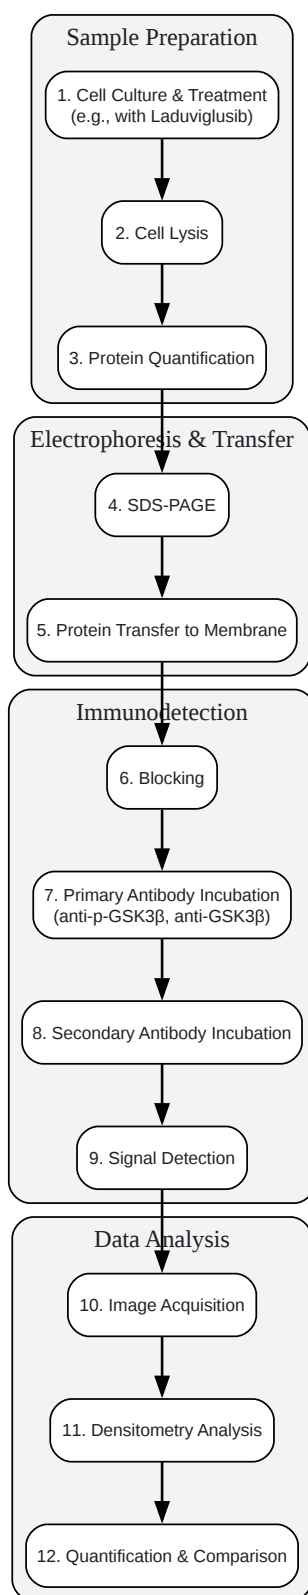 Sample Preparation
1. Cell Culture & Treatment
(e.g., with Laduviglusib)
2. Cell Lysis
3. Protein Quantification
Electrophoresis & Transfer
4. SDS-PAGE
5. Protein Transfer to Membrane
Immunodetection
6. Blocking
7. Primary Antibody Incubation
(anti-p-GSK3β, anti-GSK3β)
8. Secondary Antibody Incubation
9. Signal Detection
Data Analysis
10. Image Acquisition
11. Densitometry Analysis
12. Quantification & Comparison